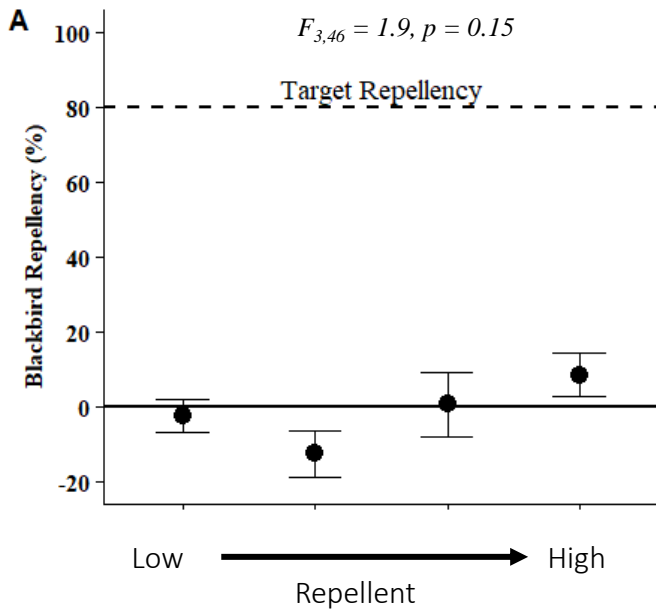 A
F3,46 = 1.9, p = 0.15
100
Target Repellency
80
60
40
20
0
-20
Blackbird Repellency (%)
Low
High
Repellent